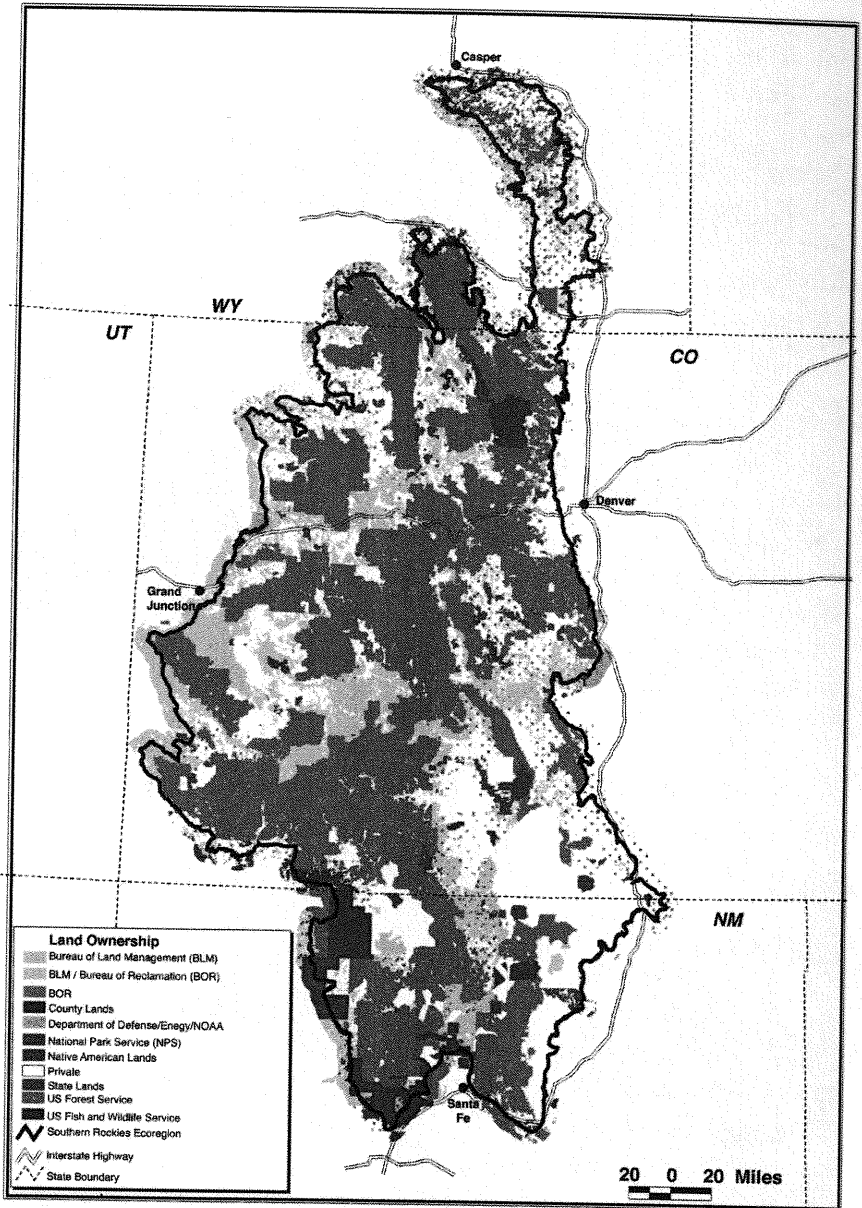 Casper
WY
UT
CO
Denver
Grand
Junction
NM
Land Ownership
Bureau of Land Management (BLM)
BLM / Bureau of Reclamation (BOR)
BOR
County Lands
Department of Defense/Enegy/NOAA
National Park Service (NPS)
Native American Lands
Private
State Lands
US Forest Service
US Fish and Wildlife Service
Southern Rockies Ecoregion
Interstate Highway
State Boundary
Santa
Fe
20 0 20 Miles